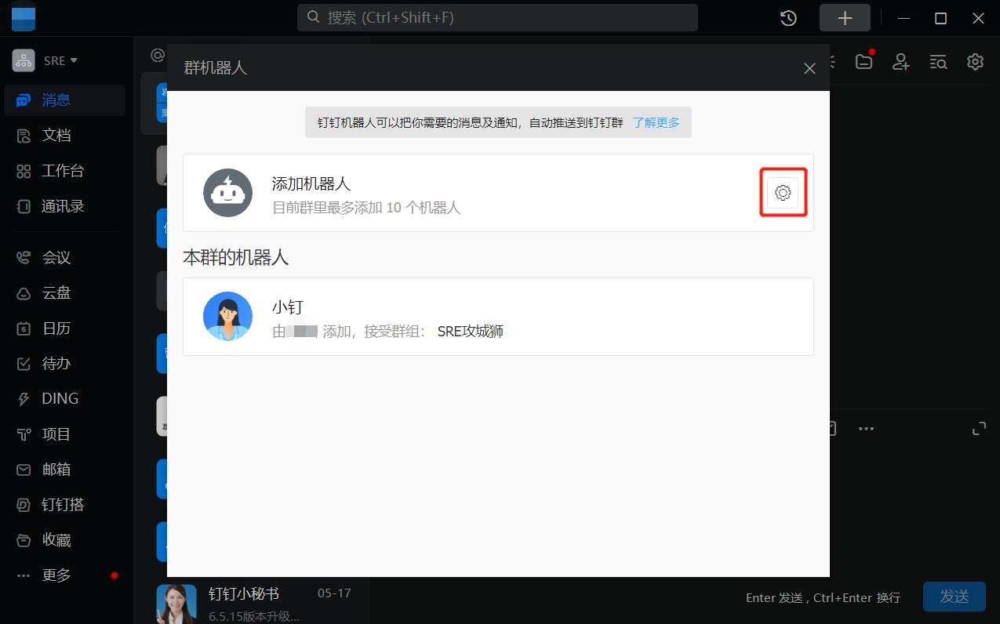 搜索 (Ctrl+Shift+F)
SRE
消息
文档
工作台
通讯录
会议
云盘
6
日历
待办
DING
项目
邮箱
钉钉搭
收藏
更多
@
群机器人
钉钉机器人可以把你需要的消息及通知，自动推送到钉钉群 了解更多
添加机器人
目前群里最多添加 10 个机器人
本群的机器人
小钉
由 添加，接受群组： SRE攻城狮
钉钉小秘书 05-17
6.5.15版本升级...
Enter 发送 , Ctrl+Enter 换行
发送